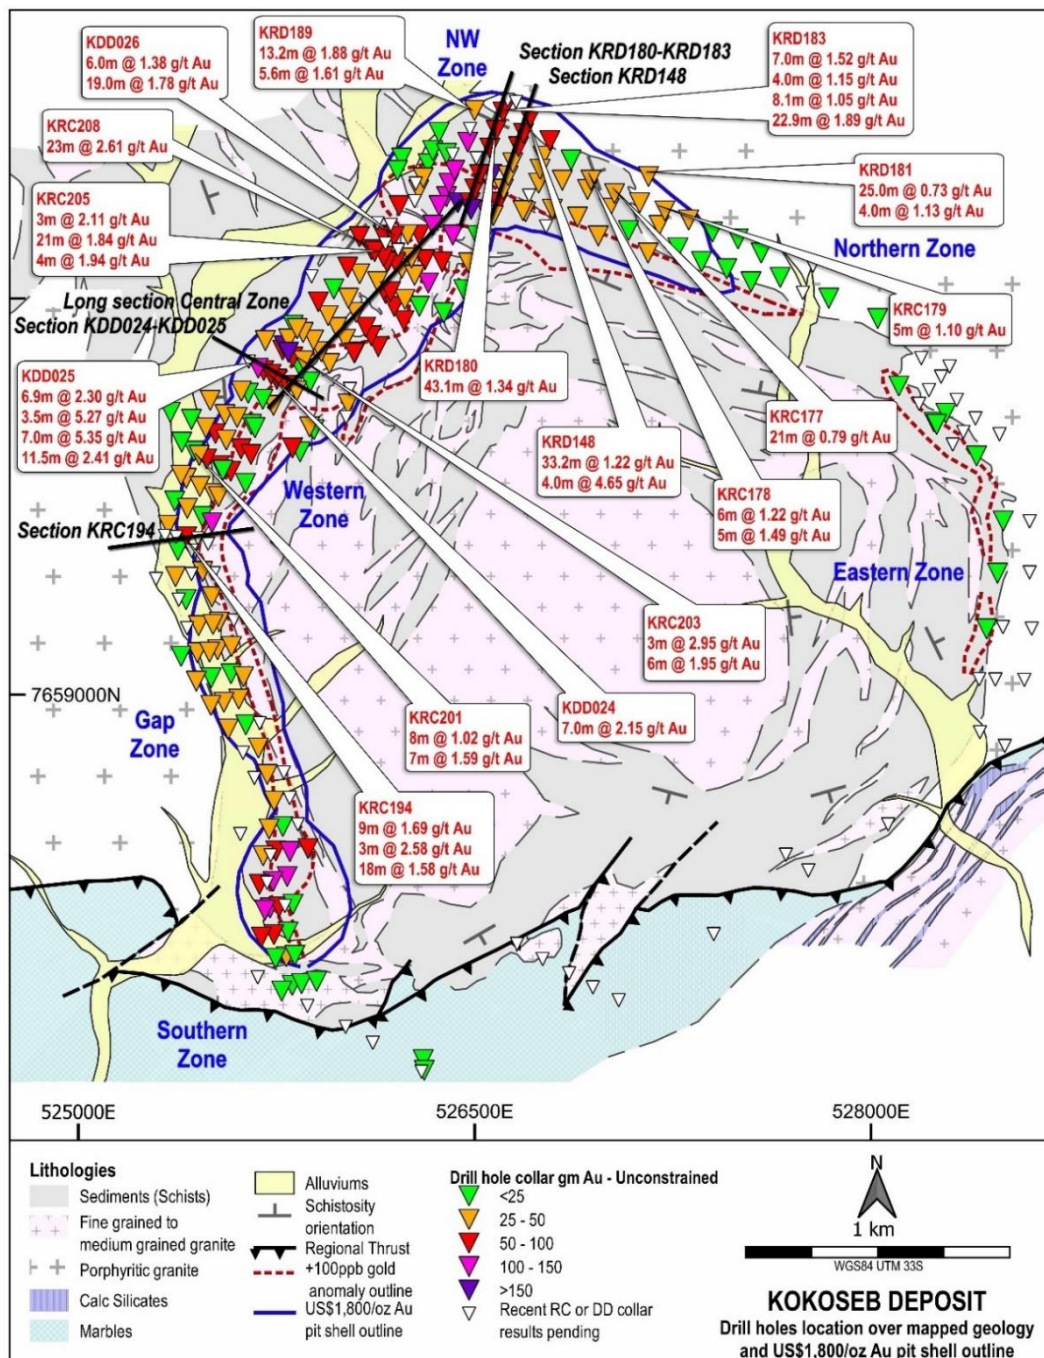 KDD026
6.0m @ 1.38 g/t Au
19.0m @ 1.78 g/t Au
KRD189
13.2m @ 1.88 g/t Au
5.6m @ 1.61 g/t Au
NW
Zone
Section KRD180-KRD183
Section KRD148
KRD183
7.0m @ 1.52 g/t Au
4.0m @ 1.15 g/t Au
8.1m @ 1.05 g/t Au
22.9m @ 1.89 g/t Au
KRC208
23m @ 2.61 g/t Au
KRD181
25.0m @ 0.73 g/t Au
4.0m @ 1.13 g/t Au
KRC205
3m @ 2.11 g/t Au
21m @ 1.84 g/t Au
4m @ 1.94 g/t Au
Northern Zone
Long section Central Zone
Section KDD024-KDD025
KRC179
5m @ 1.10 g/t Au
KRD180
43.1m @ 1.34 g/t Au
KDD025
6.9m @ 2.30 g/t Au
3.5m @ 5.27 g/t Au
7.0m @ 5.35 g/t Au
11.5m @ 2.41 g/t Au
KRC177
21m @ 0.79 g/t Au
KRD148
33.2m @ 1.22 g/t Au
4.0m @ 4.65 g/t Au
KRC178
6m @ 1.22 g/t Au
5m @ 1.49 g/t Au
Western
Zone
Section KRC194
Eastern Zone
KRC203
3m @ 2.95 g/t Au
6m @ 1.95 g/t Au
7659000N
KDD024
7.0m @ 2.15 g/t Au
Gap
Zone
KRC201
8m @ 1.02 g/t Au
7m @ 1.59 g/t Au
KRC194
9m @ 1.69 g/t Au
3m @ 2.58 g/t Au
18m @ 1.58 g/t Au
Southern
Zone
525000E
526500E
528000E
Lithologies
Sediments (Schists)
Fine grained to
medium grained granite
Porphyritic granite
Calc Silicates
Marbles
Alluviums
Schistosity
orientation
Regional Thrust
+100ppb gold
anomaly outline
US$1,800/oz Au
pit shell outline
Drill hole collar gm Au - Unconstrained
<25
25 - 50
50 - 100
100 - 150
>150
Recent RC or DD collar
results pending
N
1 km
WGS84 UTM 33S
KOKOSEB DEPOSIT
Drill holes location over mapped geology
and US$1,800/oz Au pit shell outline